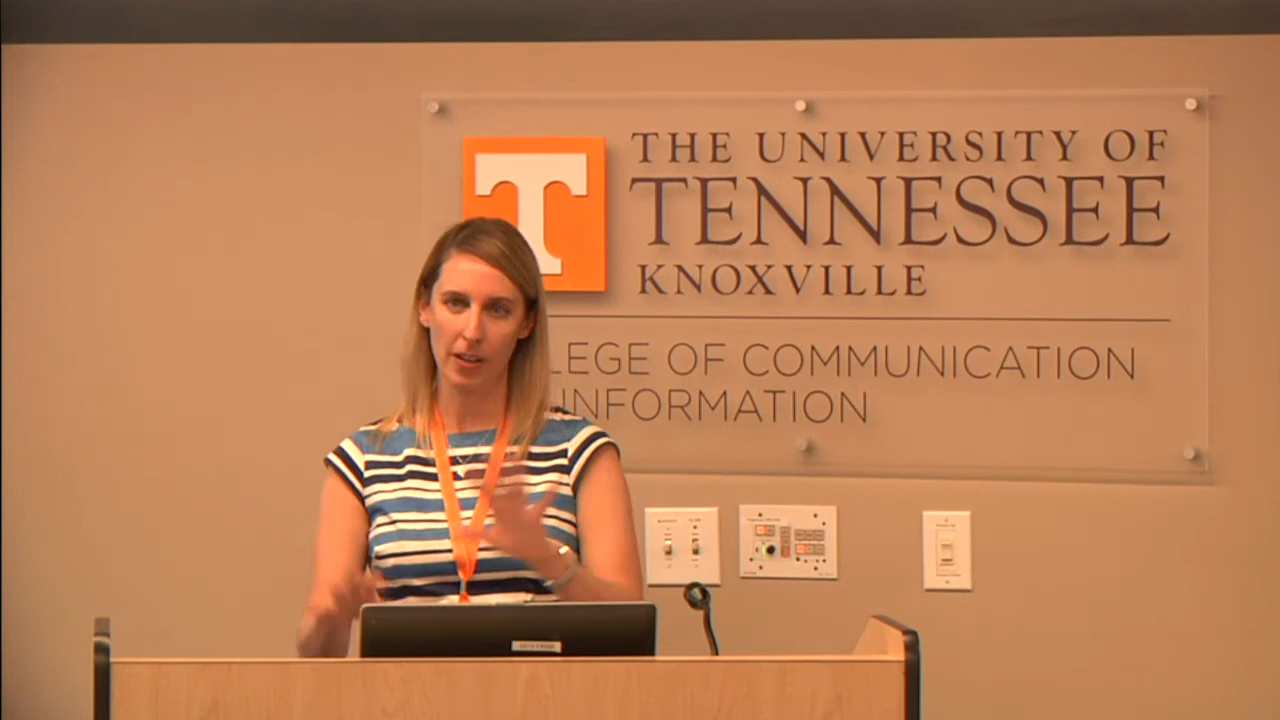 T
THE UNIVERSITY OF
TENNESSEE
KNOXVILLE
LEGE OF COMMUNICATION
INFORMATION